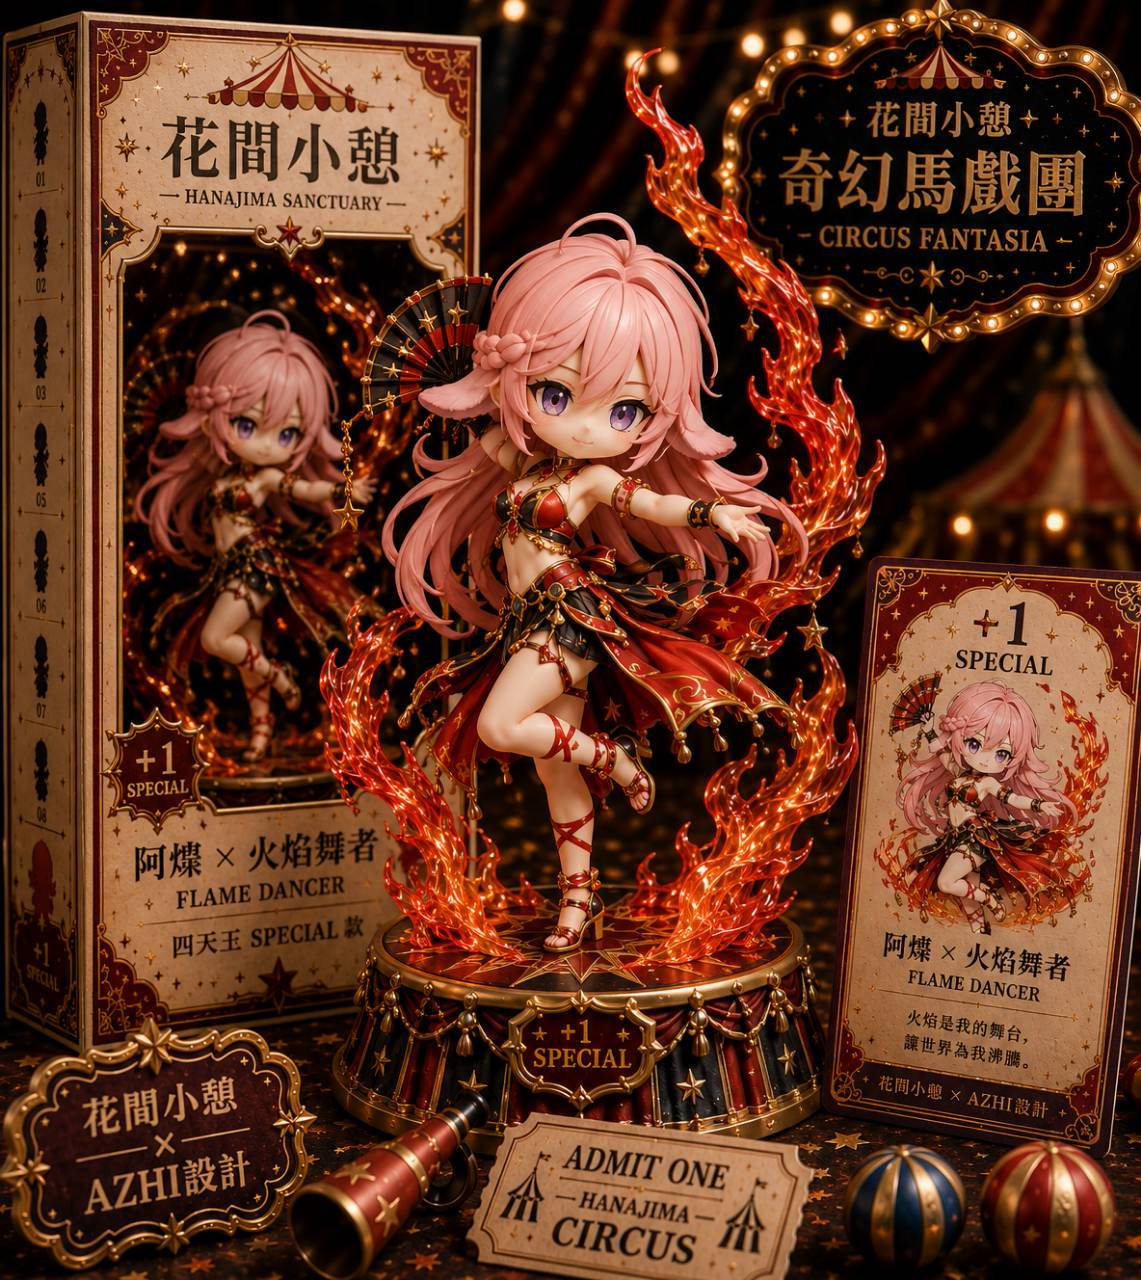 花間小憩
HANAJIMA SANCTUARY
01
02
03
05
06
07
08
+1
SPECIAL
+1
SPECIAL
阿燦 × 火焰舞者
FLAME DANCER
四天王 SPECIAL 款
花間小憩
奇幻馬戲團
CIRCUS FANTASIA
+1
SPECIAL
阿燦 × 火焰舞者
FLAME DANCER
火焰是我的舞台,
讓世界為我沸騰。
花間小憩 × AZHI設計
+1
SPECIAL
花間小憩
×
AZHI設計
ADMIT ONE
HANAJIMA
CIRCUS